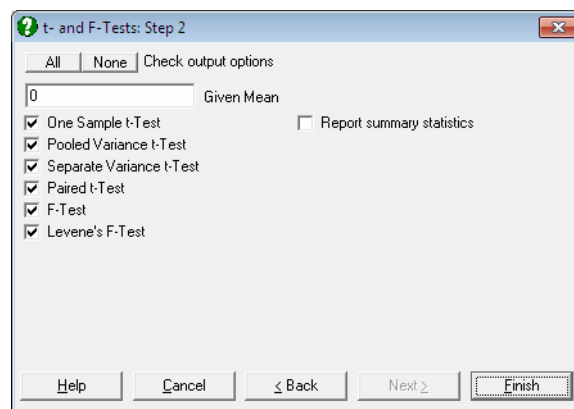 t- and F-Tests: Step 2
All None Check output options
0 Given Mean
One Sample t-Test Report summary statistics
Pooled Variance t-Test
Separate Variance t-Test
Paired t-Test
F-Test
Levene's F-Test
Help Cancel < Back Next > Finish